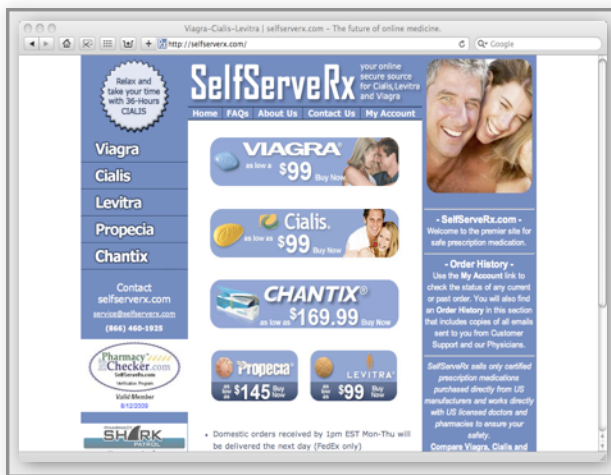 Viagra-Cialis-Levitra | selfserverx.com – The future of online medicine.
http://selfserverx.com/
Google
Relax and
take your time
with 36-Hours
CIALIS
SelfServeRx
your online
secure source
for Cialis,Levitra
and Viagra
Home FAQs About Us Contact Us My Account
Viagra
Cialis
Levitra
Propecia
Chantix
Contact
selfserverx.com
service@selfserverx.com
(866) 460-1935
Pharmacy
Checker.com
SelfServeRx.com
Verification Program
Valid Member
8/12/2009
PHARMACY
SHARK
PATROL
VIAGRA
as low a $99 Buy Now
Cialis.
as low as $99 Buy Now
CHANTIX®
as low as $169.99 Buy Now
Propecia
as low as $145 Buy Now
LEVITRA
as low as $99 Buy Now
• Domestic orders received by 1pm EST Mon-Thu will
be delivered the next day (FedEx only)
- SelfServeRx.com -
Welcome to the premier site for
safe prescription medication.
- Order History -
Use the My Account link to
check the status of any current
or past order. You will also find
an Order History in this section
that includes copies of all emails
sent to you from Customer
Support and our Physicians.
SelfServeRx sells only certified
prescription medications
purchased directly from US
manufacturers and works directly
with US licensed doctors and
pharmacies to ensure your
safety.
Compare Viagra, Cialis and